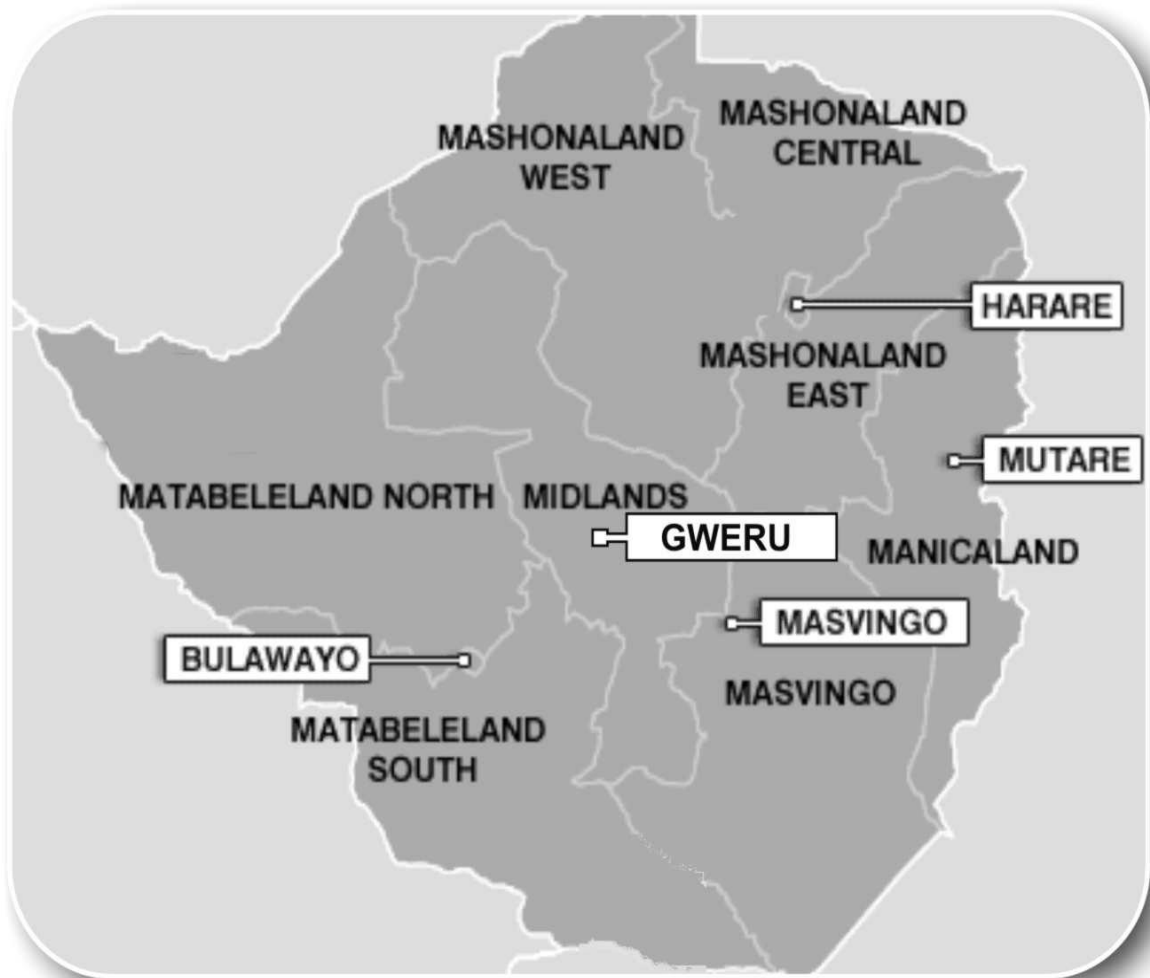 MASHONALAND
CENTRAL
MASHONALAND
WEST
HARARE
MASHONALAND
EAST
MUTARE
MATABELELAND NORTH
MIDLANDS
GWERU
MANICALAND
MASVINGO
BULAWAYO
MASVINGO
MATABELELAND
SOUTH